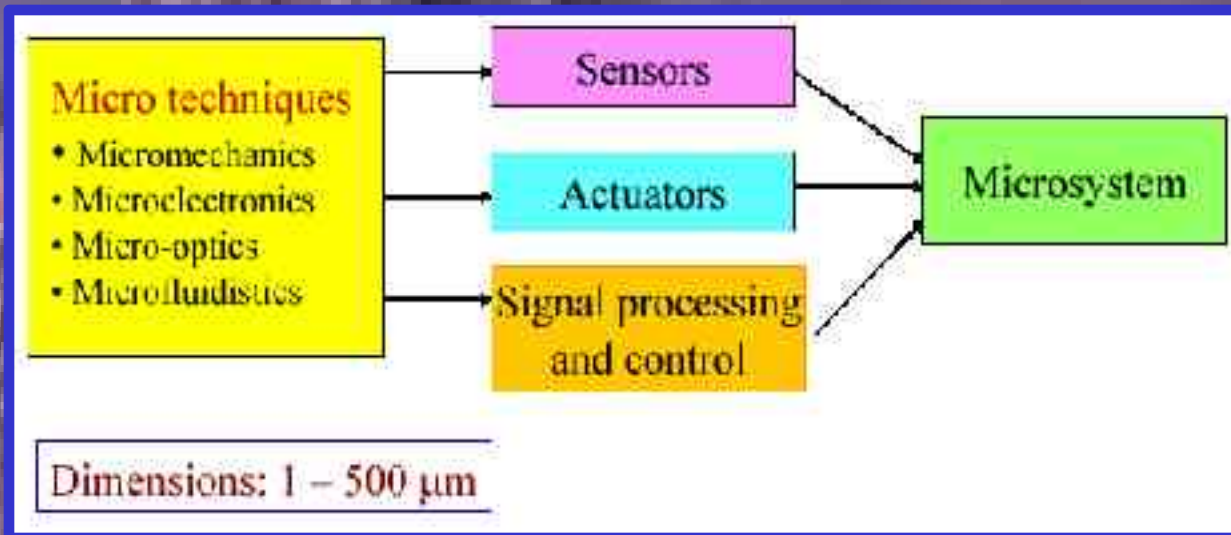 Micro techniques
• Micromechanics
• Microelectronics
• Micro-optics
• Microfluidistics
Sensors
Actuators
Signal processing
and control
Microsystem
Dimensions: 1 – 500 μm